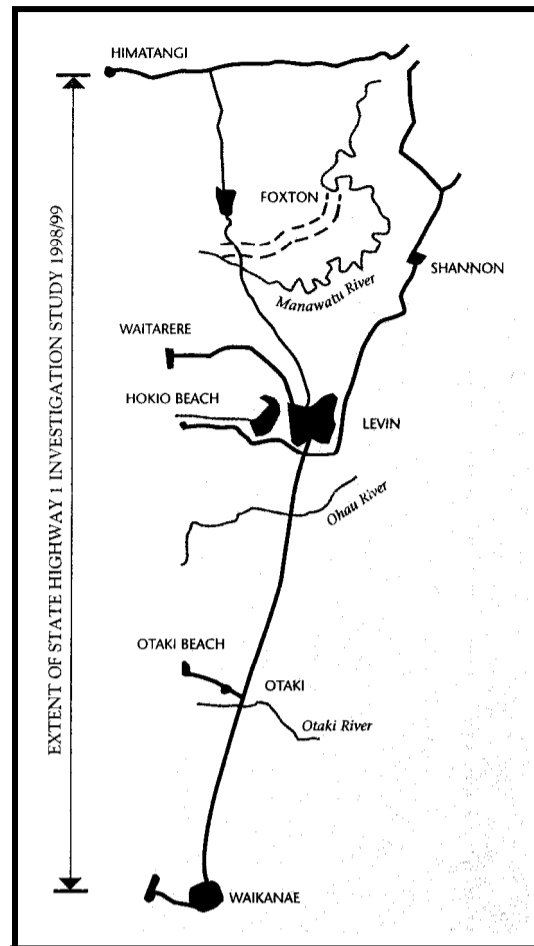 HIMATANGI
EXTENT OF STATE HIGHWAY 1 INVESTIGATION STUDY 1998/99
FOXTON
SHANNON
Manawatu River
WAITARERE
HOKIO BEACH
LEVIN
Ohau River
OTAKI BEACH
OTAKI
Otaki River
WAIKANAE